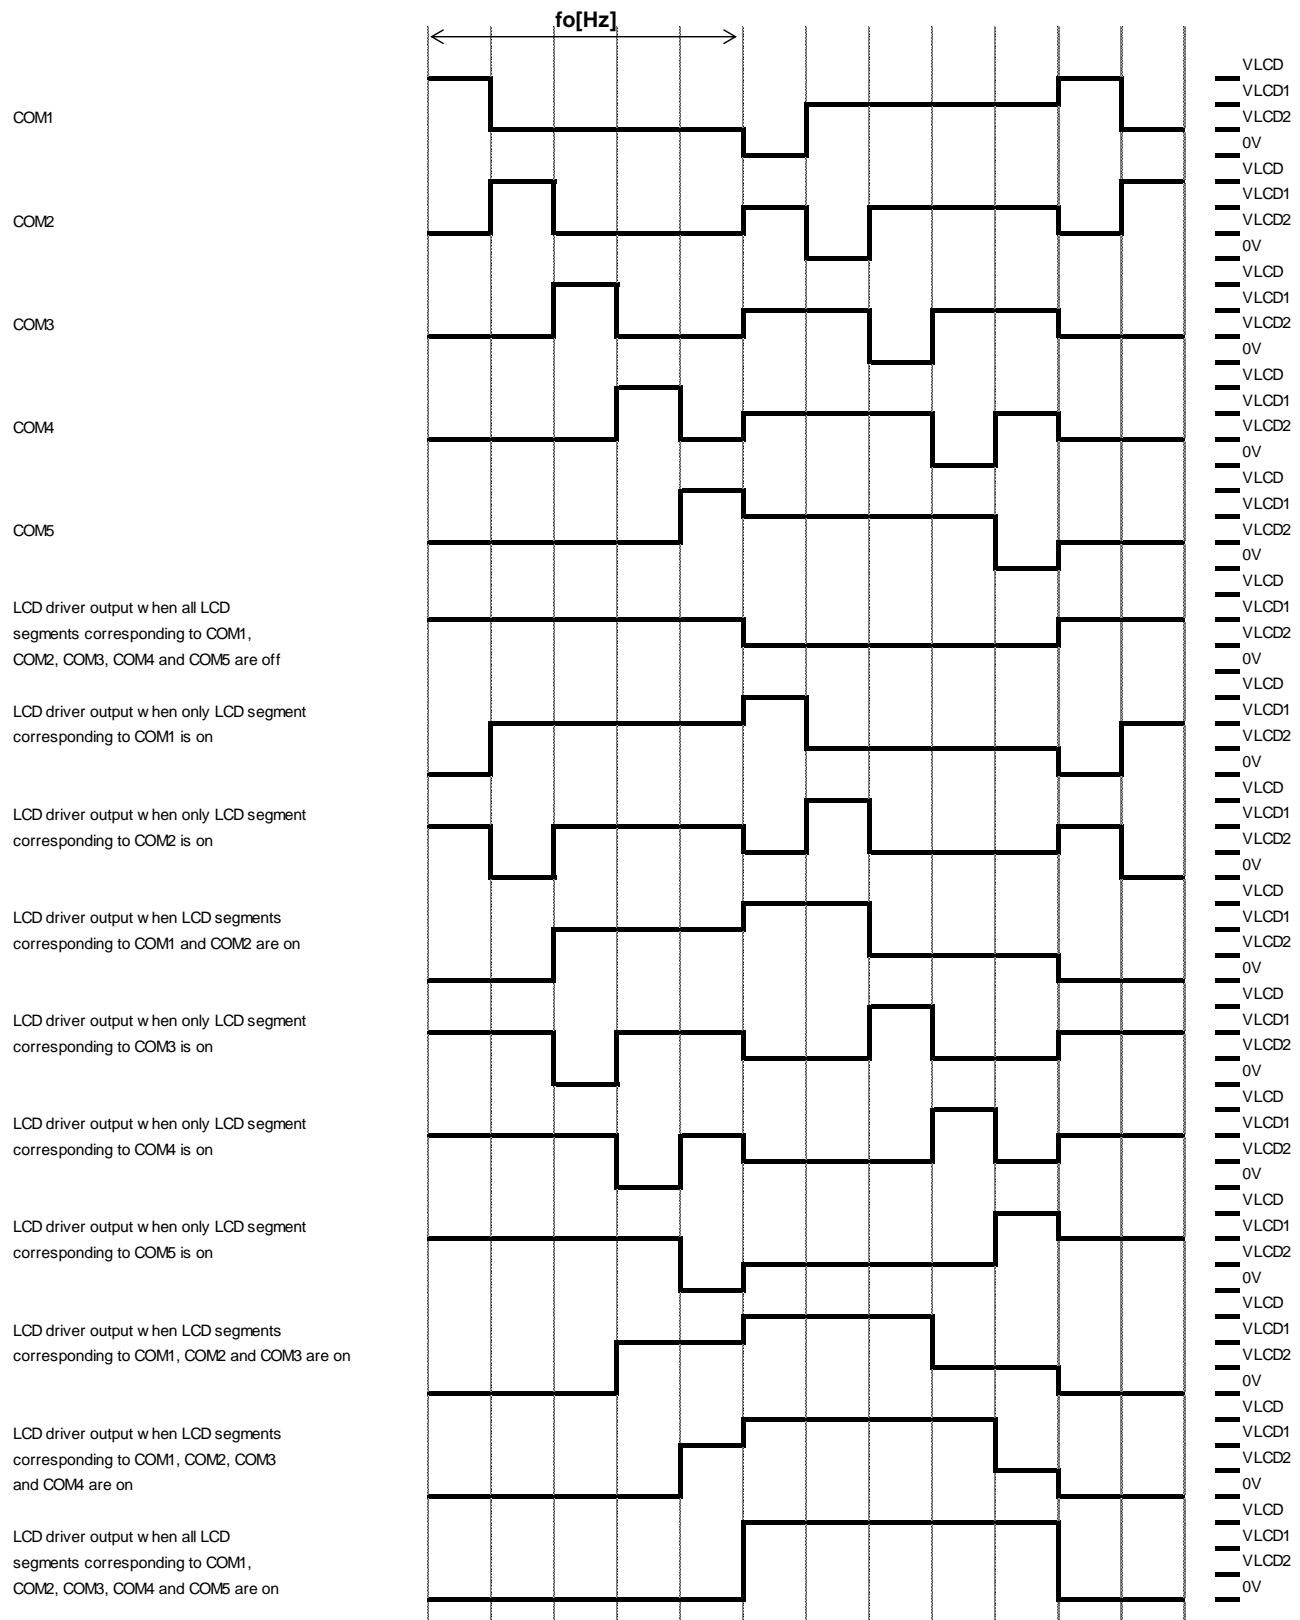 fo[Hz]
VLCD
VLCD1
COM1
VLCD2
0V
VLCD
VLCD1
COM2
VLCD2
0V
VLCD
VLCD1
COM3
VLCD2
0V
VLCD
VLCD1
COM4
VLCD2
0V
VLCD
VLCD1
COM5
VLCD2
0V
VLCD
LCD driver output when all LCD
VLCD1
segments corresponding to COM1,
VLCD2
COM2, COM3, COM4 and COM5 are off
0V
VLCD
LCD driver output when only LCD segment
VLCD1
corresponding to COM1 is on
VLCD2
0V
VLCD
LCD driver output when only LCD segment
VLCD1
corresponding to COM2 is on
VLCD2
0V
VLCD
LCD driver output when LCD segments
VLCD1
corresponding to COM1 and COM2 are on
VLCD2
0V
VLCD
LCD driver output when only LCD segment
VLCD1
corresponding to COM3 is on
VLCD2
0V
VLCD
LCD driver output when only LCD segment
VLCD1
corresponding to COM4 is on
VLCD2
0V
VLCD
LCD driver output when only LCD segment
VLCD1
corresponding to COM5 is on
VLCD2
0V
VLCD
LCD driver output when LCD segments
VLCD1
corresponding to COM1, COM2 and COM3 are on
VLCD2
0V
VLCD
LCD driver output when LCD segments
VLCD1
corresponding to COM1, COM2, COM3
VLCD2
and COM4 are on
0V
VLCD
LCD driver output when all LCD
VLCD1
segments corresponding to COM1,
VLCD2
COM2, COM3, COM4 and COM5 are on
0V